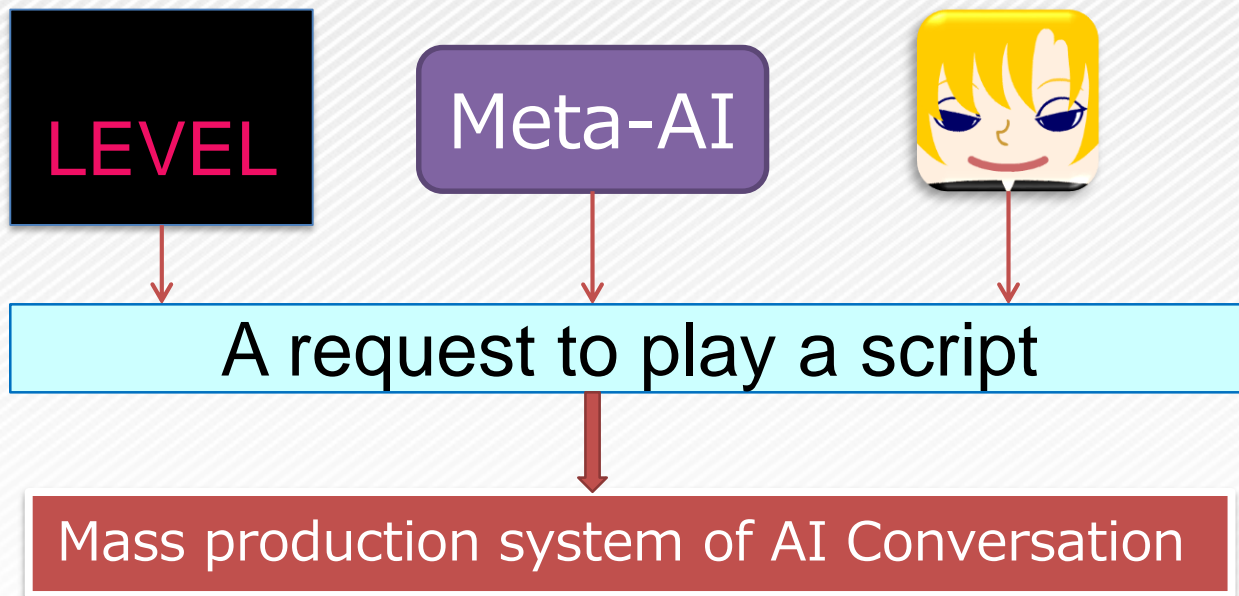 LEVEL
Meta-AI
A request to play a script
Mass production system of AI Conversation